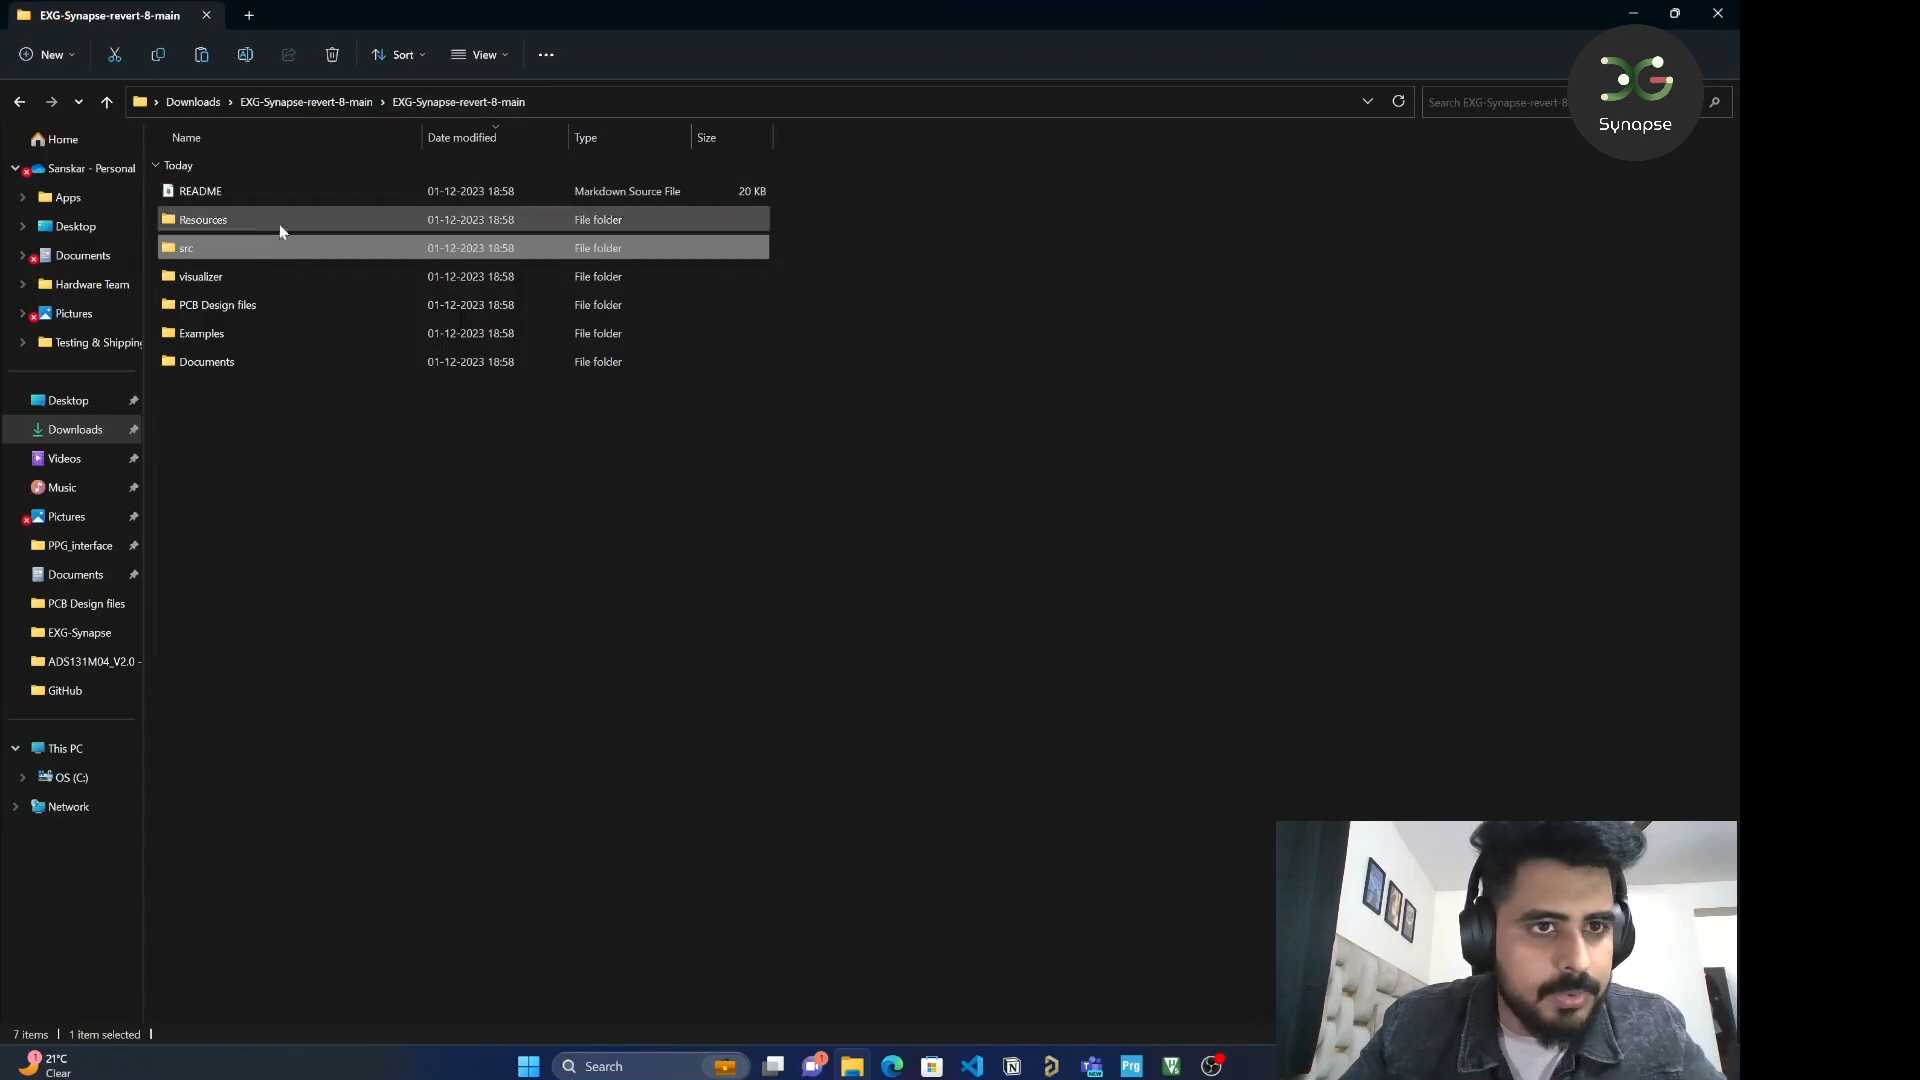 EXG-Synapse-revert-8-main
New
Sort
View
Downloads › EXG-Synapse-revert-8-main › EXG-Synapse-revert-8-main
Search EXG-Synapse-revert-8
Synapse
Name Date modified Type Size
Today
README 01-12-2023 18:58 Markdown Source File 20 KB
Resources 01-12-2023 18:58 File folder
src 01-12-2023 18:58 File folder
visualizer 01-12-2023 18:58 File folder
PCB Design files 01-12-2023 18:58 File folder
Examples 01-12-2023 18:58 File folder
Documents 01-12-2023 18:58 File folder
Home
Sanskar - Personal
Apps
Desktop
Documents
Hardware Team
Pictures
Testing & Shipping
Desktop
Downloads
Videos
Music
Pictures
PPG_interface
Documents
PCB Design files
EXG-Synapse
ADS131M04_V2.0 -
GitHub
This PC
OS (C:)
Network
7 items 1 item selected
1
21°C
Clear
Search
1
NEW
Prg